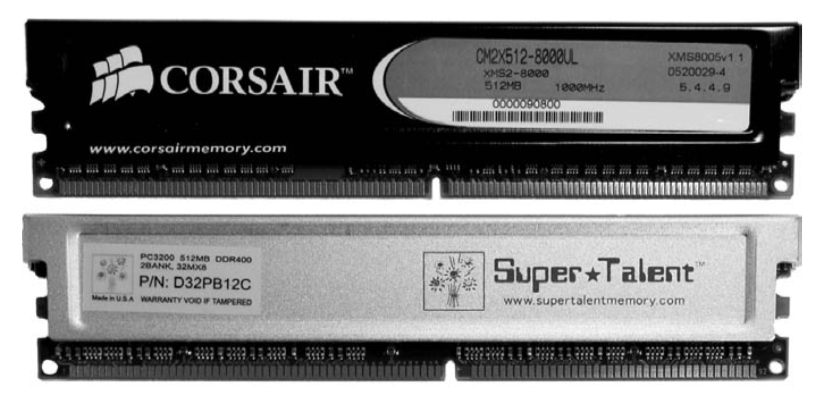 CORSAIR™
www.corsairmemory.com
CM2X512-8000UL
XMS2-8000
512MB 1000MHz
XMS8005v1.1
0520029-4
5.4.4.9
0000090800
PC3200 512MB DDR400
2BANK, 32MX8
P/N: D32PB12C
Made in U.S.A WARRANTY VOID IF TAMPERED
Super★Talent™
www.supertalentmemory.com